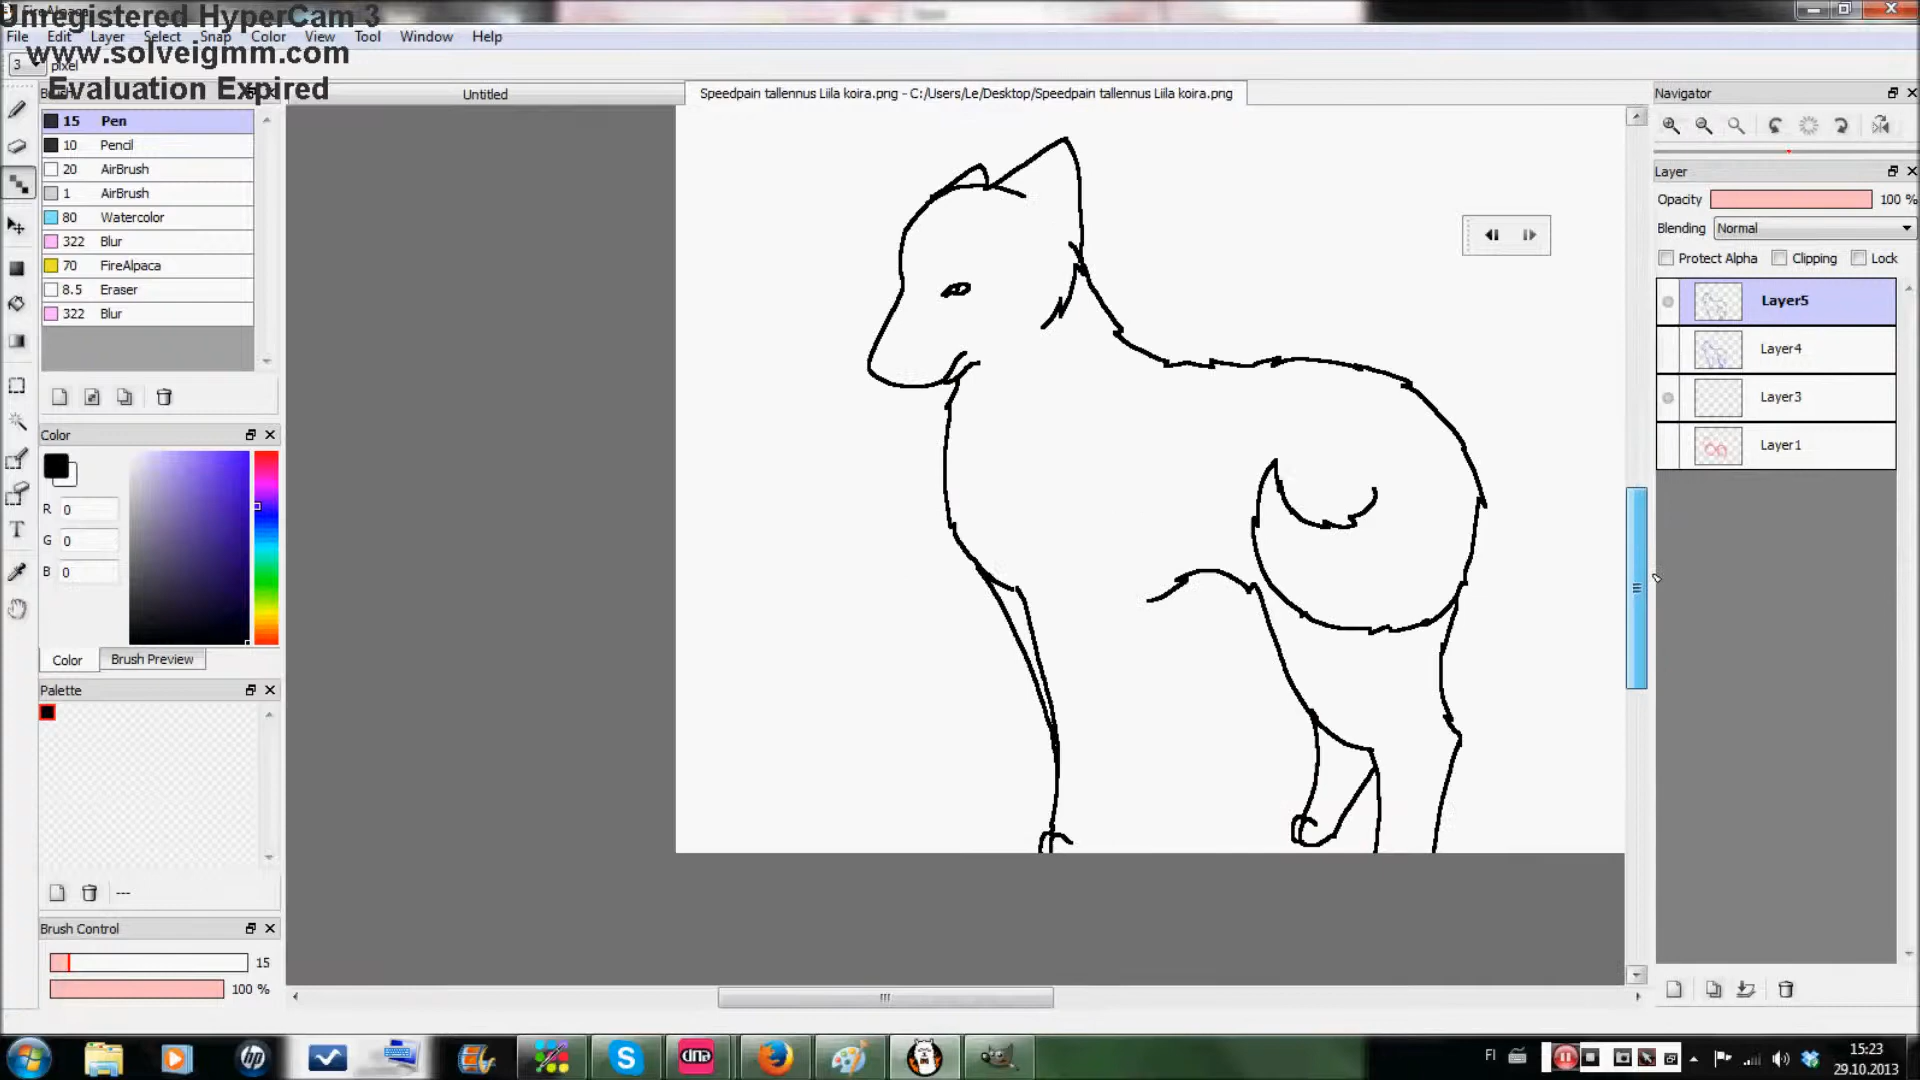 Unregistered HyperCam 3
www.solveigmm.com
Evaluation Expired
File Edit Layer Select Snap Color View Tool Window Help
3 pixel
Untitled
Speedpain tallennus Liila koira.png - C:/Users/Le/Desktop/Speedpain tallennus Liila koira.png
15 Pen
10 Pencil
20 AirBrush
1 AirBrush
80 Watercolor
322 Blur
70 FireAlpaca
8.5 Eraser
322 Blur
Color
R 0
G 0
B 0
Color Brush Preview
Palette
---
Brush Control
15
100 %
Navigator
Layer
Opacity 100 %
Blending Normal
Protect Alpha Clipping Lock
Layer5
Layer4
Layer3
Layer1
hp
S
dna
FI
15:23
29.10.2013